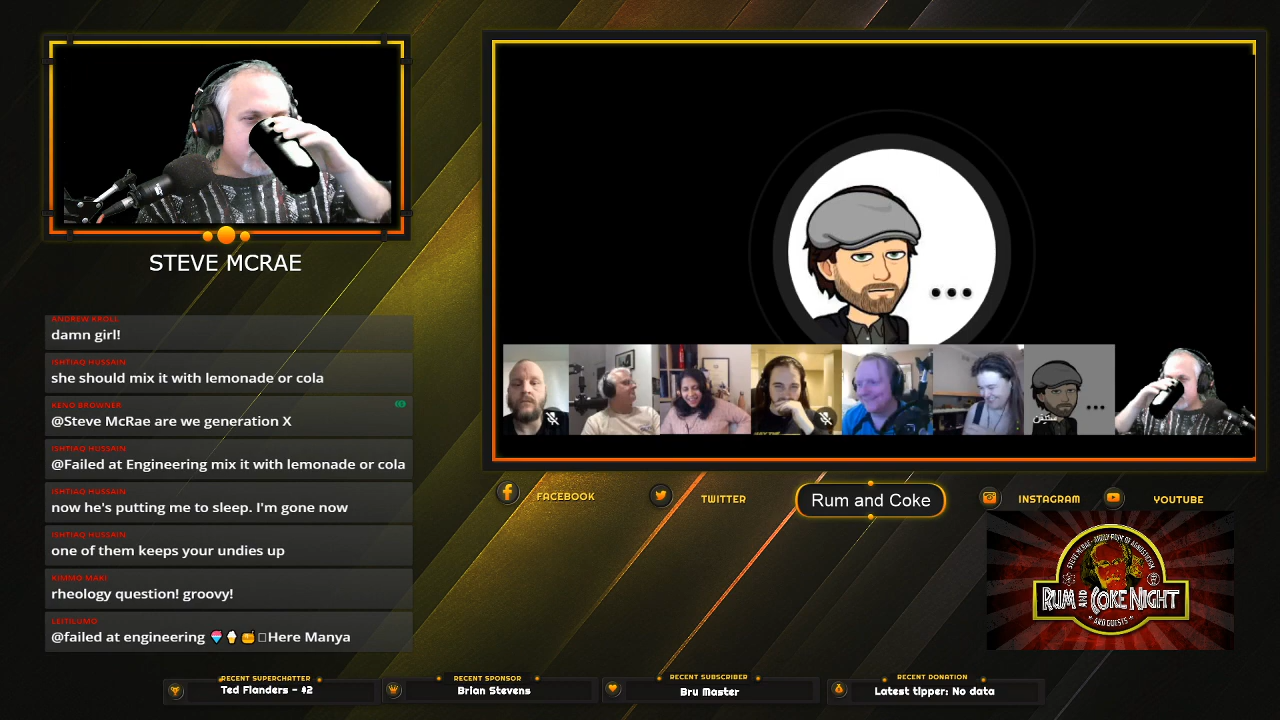 STEVE MCRAE
ANDREW KROLL
damn girl!
ISHTIAQ HUSSAIN
she should mix it with lemonade or cola
KENO BROWNER
@Steve McRae are we generation X
ISHTIAQ HUSSAIN
@Failed at Engineering mix it with lemonade or cola
ISHTIAQ HUSSAIN
now he's putting me to sleep. I'm gone now
ISHTIAQ HUSSAIN
one of them keeps your undies up
KIMMO MAKI
rheology question! groovy!
LEITILUMO
@failed at engineering 🍧🍦🍯□Here Manya
FACEBOOK
TWITTER
Rum and Coke
INSTAGRAM
YOUTUBE
RUM AND COKE NIGHT
AND GUESTS
RECENT SUPERCHATTER
Ted Flanders - $2
RECENT SPONSOR
Brian Stevens
RECENT SUBSCRIBER
Bru Master
RECENT DONATION
Latest tipper: No data